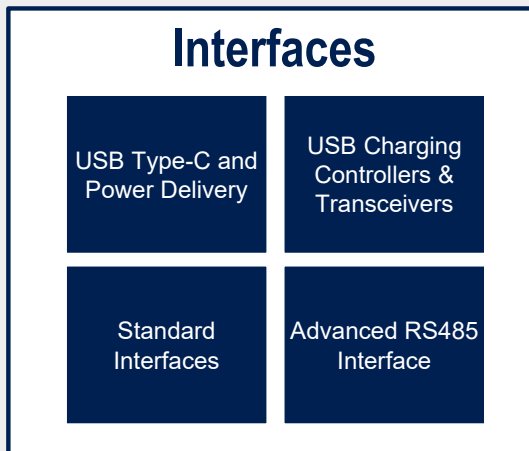 Interfaces
USB Type-C and
Power Delivery
USB Charging
Controllers &
Transceivers
Standard
Interfaces
Advanced RS485
Interface